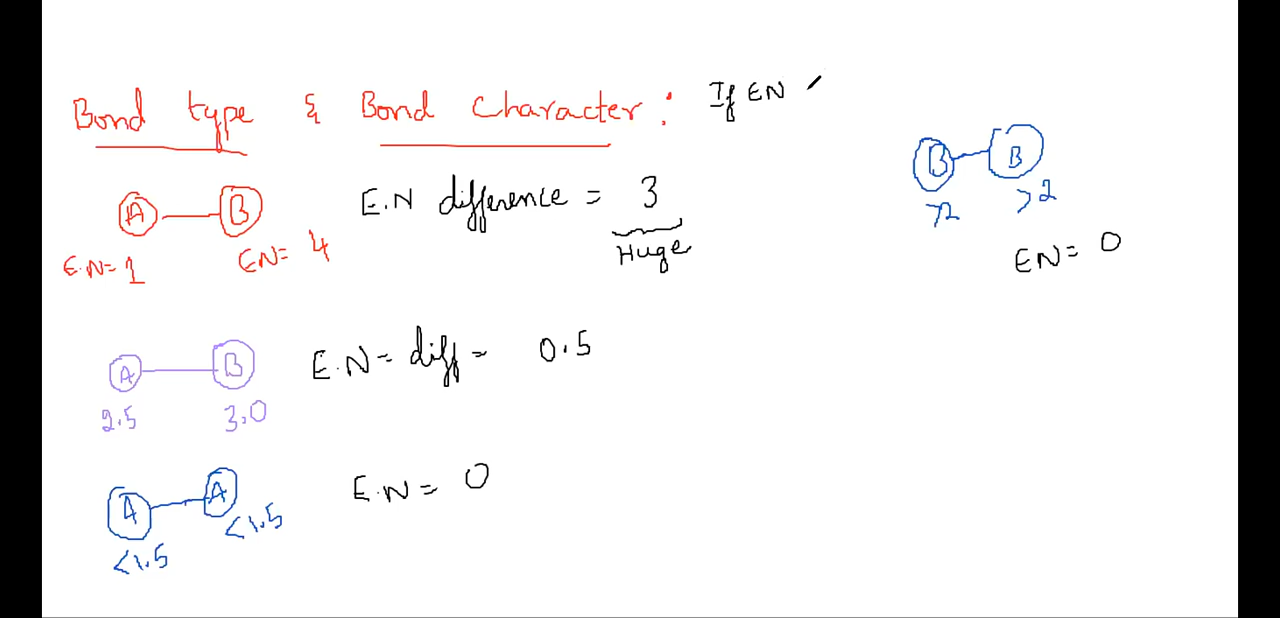 Bond type & Bond Character : If EN
A B E.N difference = 3
E.N=1 EN= 4 Huge
B B
>2 >2
EN= 0
A B E.N= diff = 0.5
2.5 3.0
A A E.N= 0
<1.5 <1.5